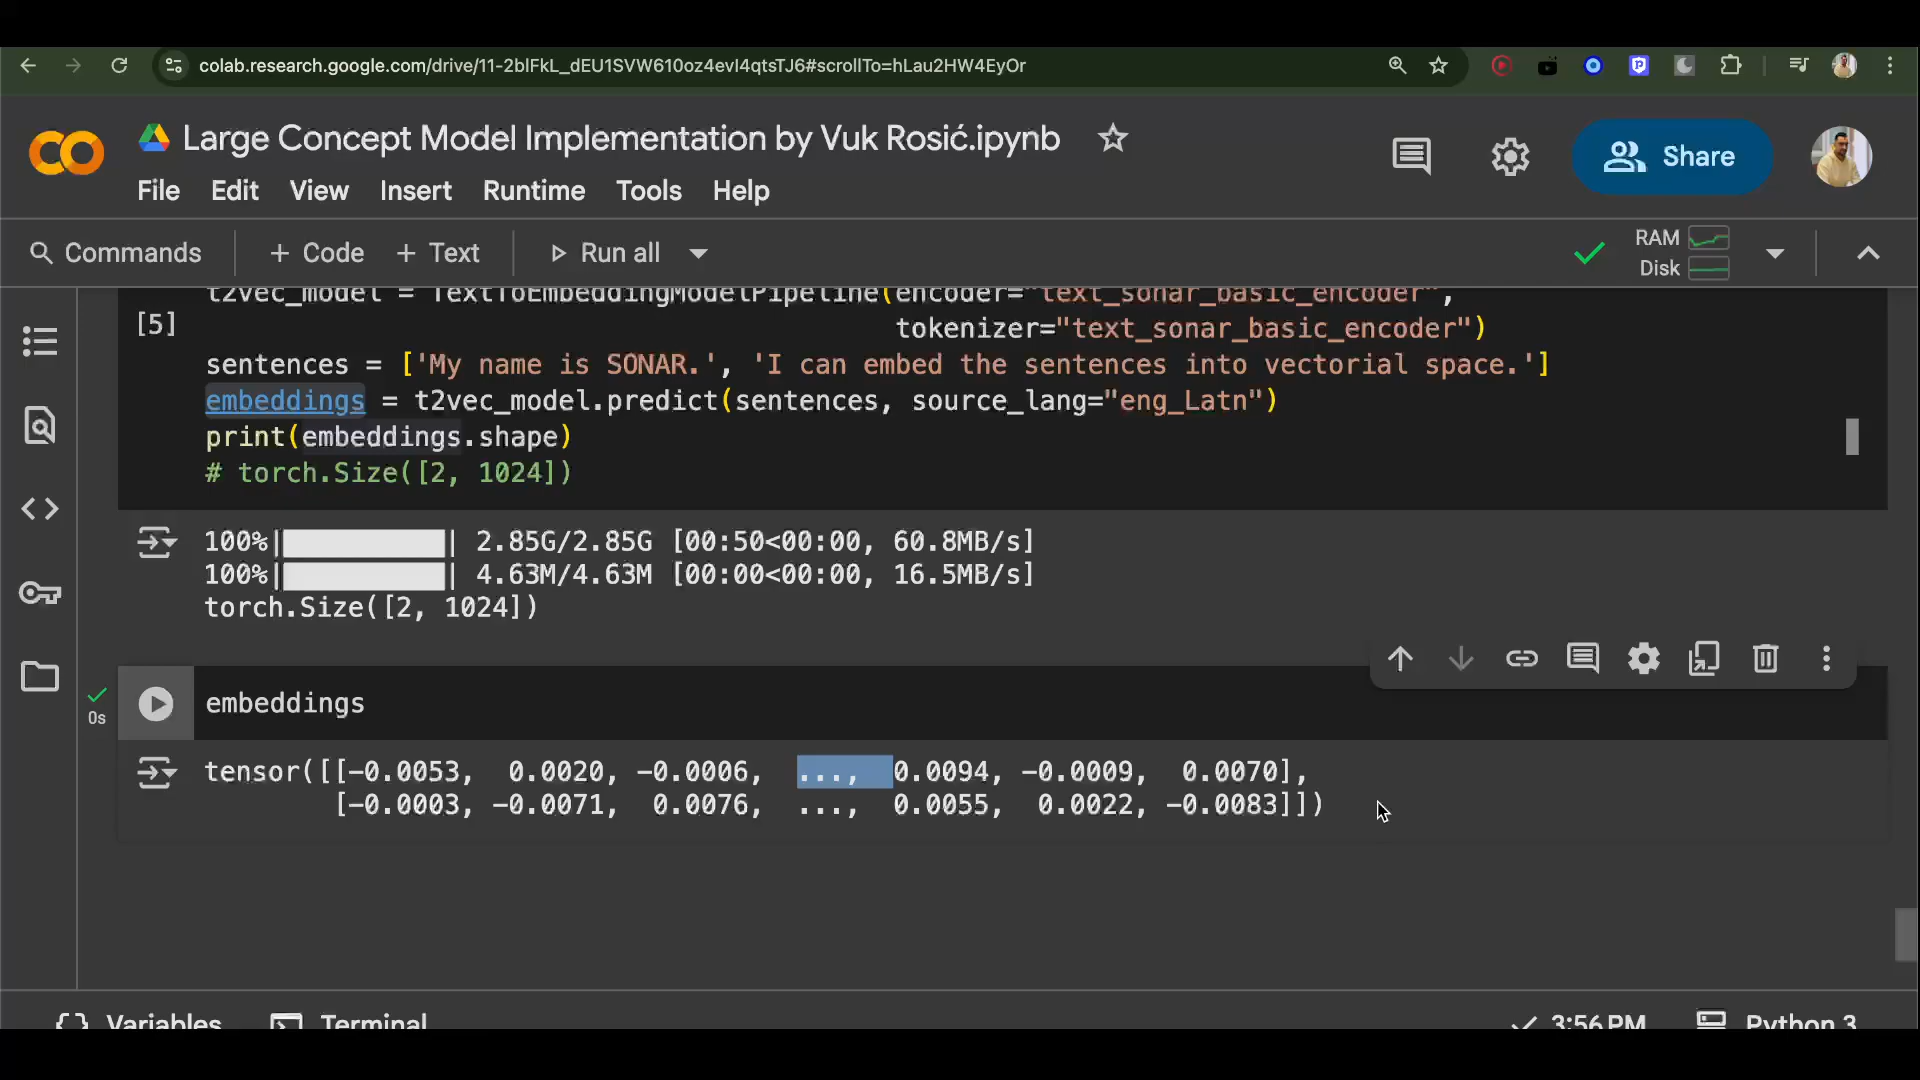 colab.research.google.com/drive/11-2blFkL_dEU1SVW610oz4evI4qtsTJ6#scrollTo=hLau2HW4EyOr
Large Concept Model Implementation by Vuk Rosić.ipynb
Share
File Edit View Insert Runtime Tools Help
Commands + Code + Text Run all
RAM
Disk
t2vec_model = TextToEmbeddingModelPipeline(encoder="text_sonar_basic_encoder",
[5]
tokenizer="text_sonar_basic_encoder")
sentences = ['My name is SONAR.', 'I can embed the sentences into vectorial space.']
embeddings = t2vec_model.predict(sentences, source_lang="eng_Latn")
print(embeddings.shape)
# torch.Size([2, 1024])
100%| | 2.85G/2.85G [00:50<00:00, 60.8MB/s]
100%| | 4.63M/4.63M [00:00<00:00, 16.5MB/s]
torch.Size([2, 1024])
embeddings
0s
tensor([[-0.0053, 0.0020, -0.0006, ..., 0.0094, -0.0009, 0.0070],
[-0.0003, -0.0071, 0.0076, ..., 0.0055, 0.0022, -0.0083]])
Variables Terminal 3:56 PM Python 3